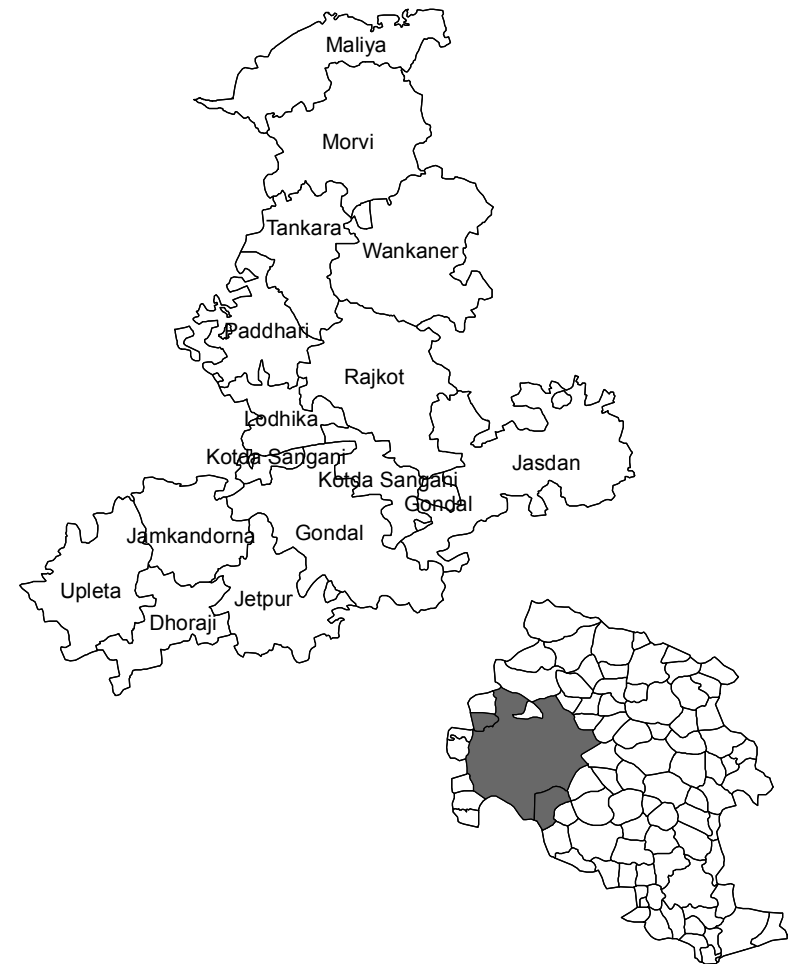 Maliya
Morvi
Tankara
Wankaner
Paddhari
Rajkot
Lodhika
Kotda Sangani
Jasdan
Kotda Sangani
Gondal
Gondal
Jamkandorna
Upleta
Jetpur
Dhoraji